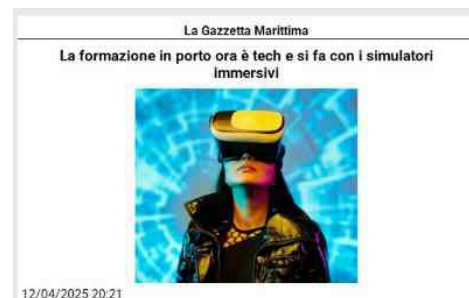 La Gazzetta Marittima
La formazione in porto ora è tech e si fa con i simulatori
immersivi
12/04/2025 20:21